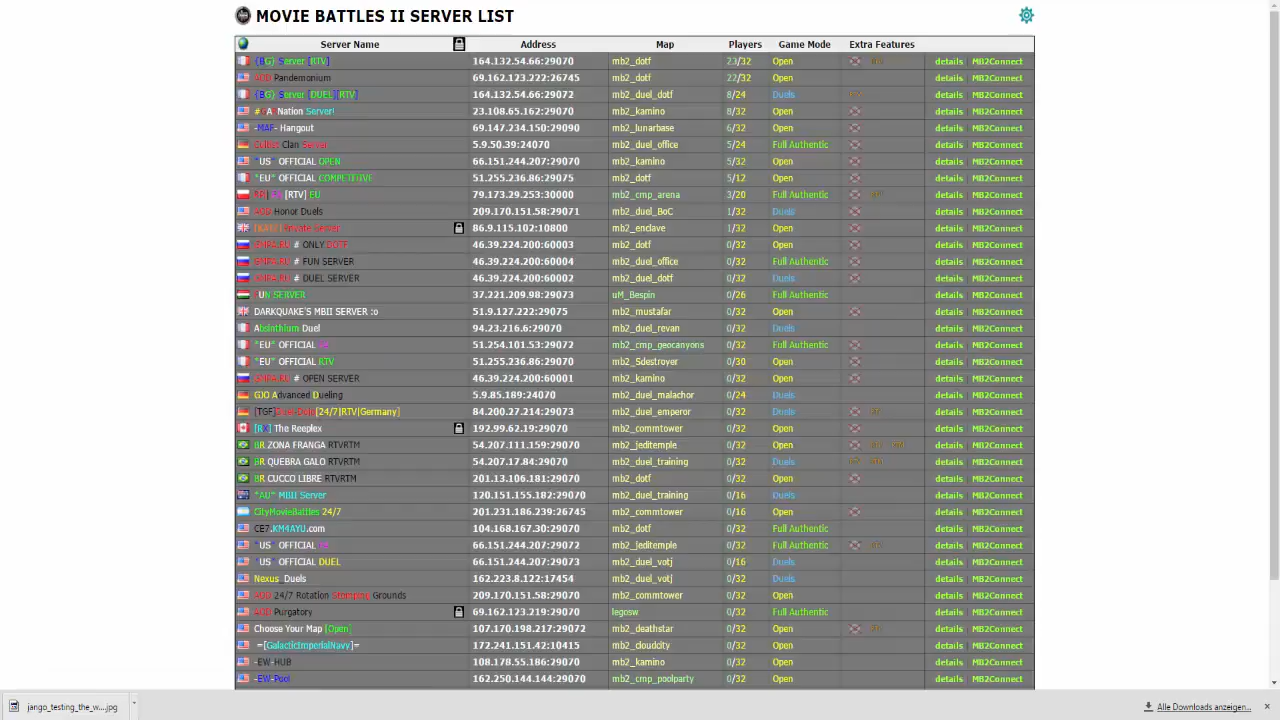 MOVIE BATTLES II SERVER LIST
Server Name Address Map Players Game Mode Extra Features
{BG} Server [RTV] 164.132.54.66:29070 mb2_dotf 23/32 Open details | MB2Connect
AOD Pandemonium 69.162.123.222:26745 mb2_dotf 22/32 Open details | MB2Connect
{BG} Server [DUEL][RTV] 164.132.54.66:29072 mb2_duel_dotf 8/24 Duels details | MB2Connect
Nation Server! 23.108.65.162:29070 mb2_kamino 8/32 Open details | MB2Connect
-MAF- Hangout 69.147.234.150:29090 mb2_lunarbase 6/32 Open details | MB2Connect
Clan Server 5.9.50.39:24070 mb2_duel_office 5/24 Full Authentic details | MB2Connect
*US* OFFICIAL OPEN 66.151.244.207:29070 mb2_kamino 5/32 Open details | MB2Connect
*EU* OFFICIAL COMPETITIVE 51.255.236.86:29075 mb2_dotf 5/12 Open details | MB2Connect
[RTV] EU 79.173.29.253:30000 mb2_cmp_arena 3/20 Full Authentic details | MB2Connect
AOD Honor Duels 209.170.151.58:29071 mb2_duel_BoC 1/32 Duels details | MB2Connect
Private Server 86.9.115.102:10800 mb2_enclave 1/32 Open details | MB2Connect
GMRA.RU # ONLY DOTF 46.39.224.200:60003 mb2_dotf 0/32 Open details | MB2Connect
GMRA.RU # FUN SERVER 46.39.224.200:60004 mb2_duel_office 0/32 Full Authentic details | MB2Connect
GMRA.RU # DUEL SERVER 46.39.224.200:60002 mb2_duel_dotf 0/32 Duels details | MB2Connect
FUN SERVER 37.221.209.98:29073 uM_Bespin 0/26 Full Authentic details | MB2Connect
DARKQUAKE'S MBII SERVER :o 51.9.127.222:29075 mb2_mustafar 0/32 Open details | MB2Connect
Absinthium Duel 94.23.216.6:29070 mb2_duel_revan 0/32 Duels details | MB2Connect
*EU* OFFICIAL 51.254.101.53:29072 mb2_cmp_geocanyons 0/32 Full Authentic details | MB2Connect
*EU* OFFICIAL RTV 51.255.236.86:29070 mb2_Sdestroyer 0/30 Open details | MB2Connect
GMRA.RU # OPEN SERVER 46.39.224.200:60001 mb2_kamino 0/32 Open details | MB2Connect
GJO Advanced Dueling 5.9.85.189:24070 mb2_duel_malachor 0/24 Duels details | MB2Connect
[TGF] [24/7|RTV|Germany] 84.200.27.214:29073 mb2_duel_emperor 0/32 Duels details | MB2Connect
The Reeplex 192.99.62.19:29070 mb2_commtower 0/32 Open details | MB2Connect
BR ZONA FRANGA RTVRTM 54.207.111.159:29070 mb2_jeditemple 0/32 Open details | MB2Connect
BR QUEBRA GALO RTVRTM 54.207.17.84:29070 mb2_duel_training 0/32 Duels details | MB2Connect
BR CUCCO LIBRE RTVRTM 201.13.106.181:29070 mb2_dotf 0/32 Open details | MB2Connect
*AU* MBII Server 120.151.155.182:29070 mb2_duel_training 0/16 Duels details | MB2Connect
CityMovieBattles 24/7 201.231.186.239:26745 mb2_commtower 0/16 Open details | MB2Connect
CE7.KM4AYU.com 104.168.167.30:29070 mb2_dotf 0/32 Full Authentic details | MB2Connect
*US* OFFICIAL 66.151.244.207:29072 mb2_jeditemple 0/32 Full Authentic details | MB2Connect
*US* OFFICIAL DUEL 66.151.244.207:29073 mb2_duel_votj 0/16 Duels details | MB2Connect
Nexus_Duels 162.223.8.122:17454 mb2_duel_votj 0/32 Duels details | MB2Connect
AOD 24/7 Rotation Stomping Grounds 209.170.151.58:29070 mb2_commtower 0/32 Open details | MB2Connect
AOD Purgatory 69.162.123.219:29070 legosw 0/32 Full Authentic details | MB2Connect
Choose Your Map [Open] 107.170.198.217:29072 mb2_deathstar 0/32 Open details | MB2Connect
=[GalacticImperialNavy]= 172.241.151.42:10415 mb2_cloudcity 0/32 Open details | MB2Connect
-EW-HUB 108.178.55.186:29070 mb2_kamino 0/32 Open details | MB2Connect
-EW-Pool 162.250.144.144:29070 mb2_cmp_poolparty 0/32 Open details | MB2Connect
jango_testing_the_w....jpg
Alle Downloads anzeigen...